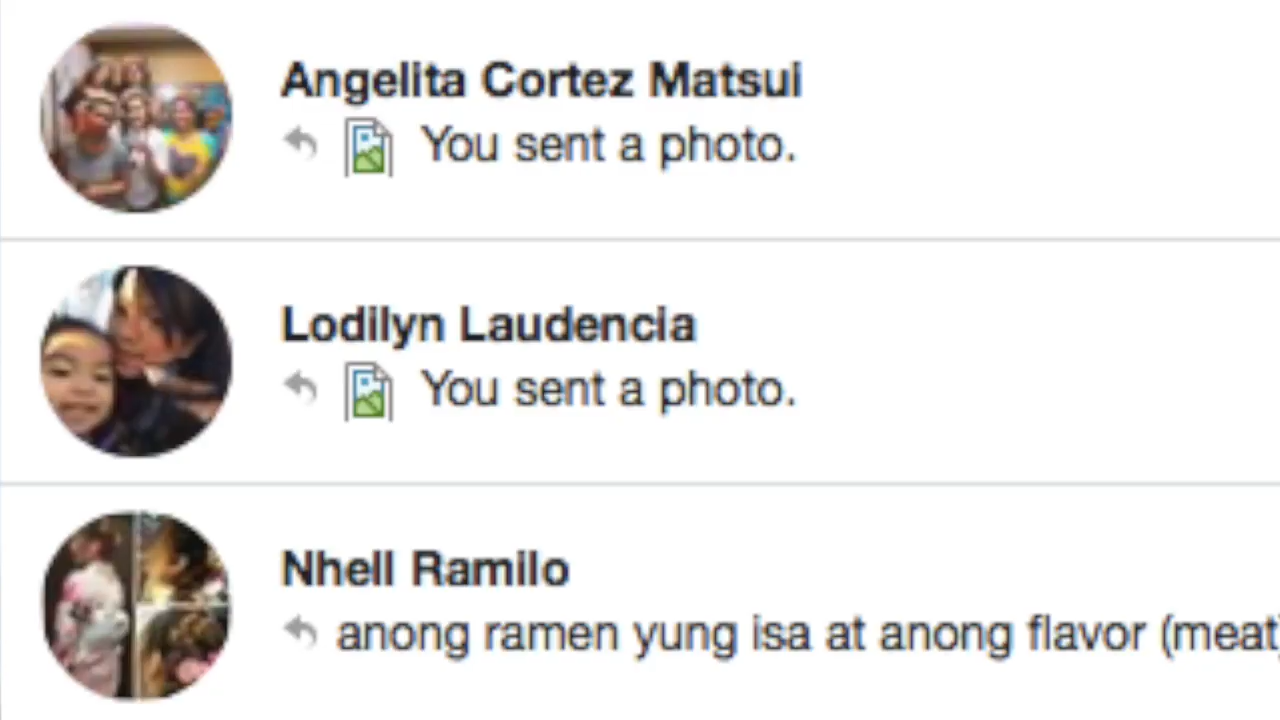 Angelita Cortez Matsui
You sent a photo.
Lodilyn Laudencia
You sent a photo.
Nhell Ramilo
anong ramen yung isa at anong flavor (meat)